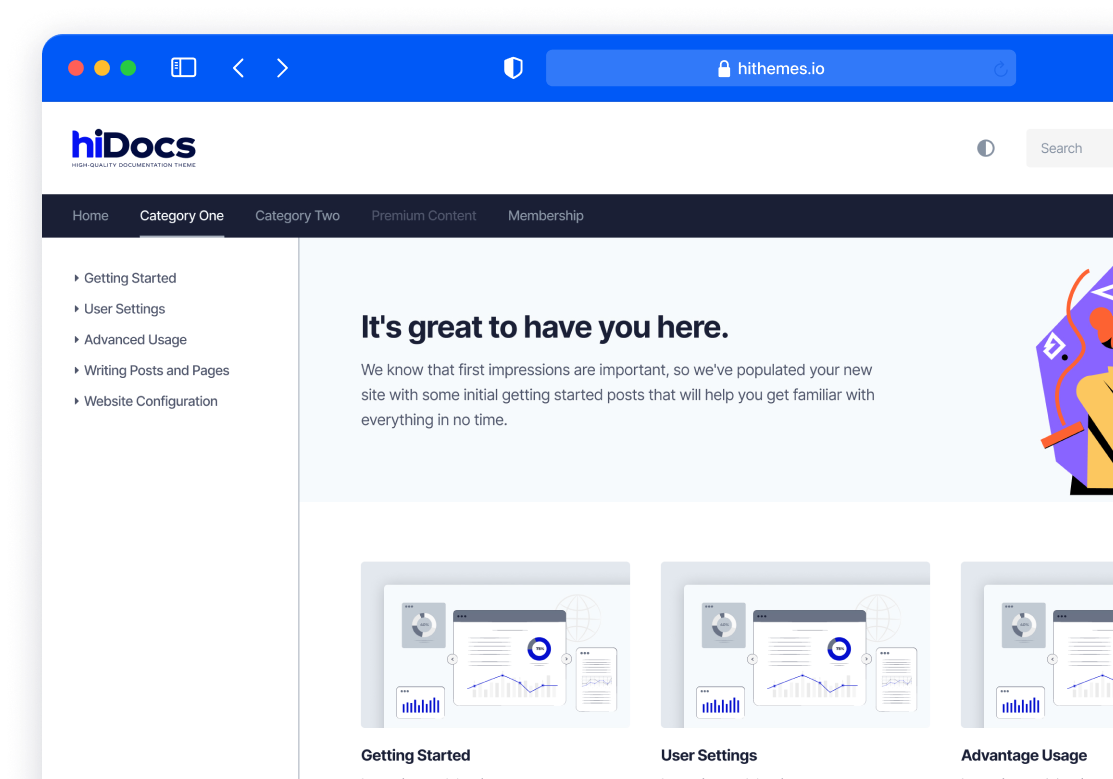 hithemes.io
hiDocs
HIGH-QUALITY DOCUMENTATION THEME
Search
Home Category One Category Two Premium Content Membership
Getting Started
User Settings
Advanced Usage
Writing Posts and Pages
Website Configuration
It's great to have you here.
We know that first impressions are important, so we've populated your new
site with some initial getting started posts that will help you get familiar with
everything in no time.
Getting Started User Settings Advantage Usage